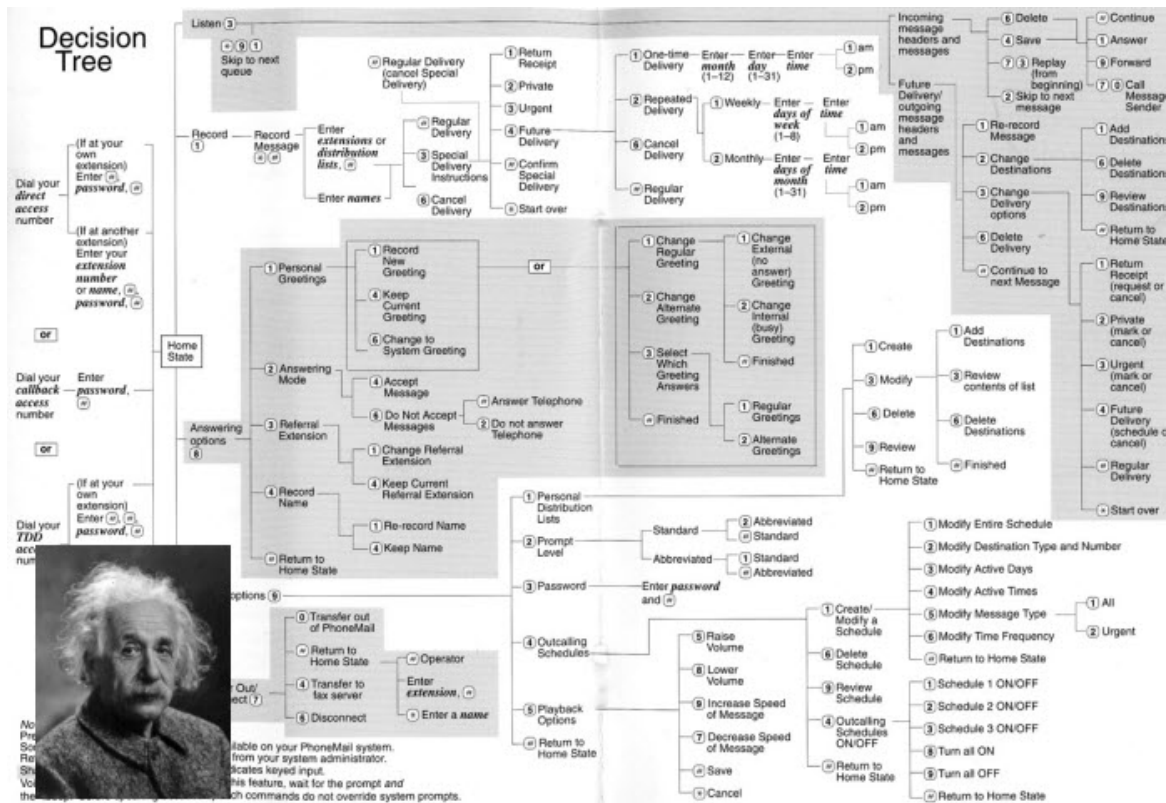 Decision
Tree
Dial your
direct
access
number
(If at your
own
extension)
Enter #,
password, #
(If at another
extension)
Enter your
extension
number
or name, #,
password, #
or
Dial your
callback
access
number
Enter
password,
#
or
Dial your
TDD
(If at your
own
extension)
Enter #, #,
password, #
Home
State
Listen 3
* 9 1
Skip to next
queue
Record
1
Record
Message
Enter
extensions or
distribution
lists, #
Enter names
# Regular Delivery
(cancel Special
Delivery)
# Regular
Delivery
3 Special
Delivery
Instructions
6 Cancel
Delivery
1 Return
Receipt
2 Private
3 Urgent
4 Future
Delivery
# Confirm
Special
Delivery
* Start over
1 One-time
Delivery
Enter
month
(1–12)
Enter
day
(1–31)
Enter
time
1 am
2 pm
2 Repeated
Delivery
1 Weekly
Enter
days of
week
(1–8)
Enter
time
1 am
2 pm
2 Monthly
Enter
days of
month
(1–31)
Enter
time
1 am
2 pm
6 Cancel
Delivery
# Regular
Delivery
Incoming
message
headers and
messages
6 Delete
4 Save
7 3 Replay
(from
beginning)
2 Skip to next
message
# Continue
1 Answer
9 Forward
7 0 Call
Message
Sender
Future
Delivery/
outgoing
message
headers and
messages
1 Re-record
Message
2 Change
Destinations
3 Change
Delivery
options
6 Delete
Delivery
# Continue to
next Message
1 Add
Destinations
6 Delete
Destinations
9 Review
Destinations
# Return to
Home State
1 Return
Receipt
(request or
cancel)
2 Private
(mark or
cancel)
3 Urgent
(mark or
cancel)
4 Future
Delivery
(schedule or
cancel)
# Regular
Delivery
* Start over
Answering
options
8
1 Personal
Greetings
1 Record
New
Greeting
4 Keep
Current
Greeting
6 Change to
System Greeting
or
1 Change
Regular
Greeting
2 Change
Alternate
Greeting
3 Select
Which
Greeting
Answers
# Finished
1 Change
External
(no
answer)
Greeting
2 Change
Internal
(busy)
Greeting
# Finished
1 Regular
Greetings
2 Alternate
Greetings
2 Answering
Mode
4 Accept
Message
6 Do Not Accept
Messages
# Answer Telephone
2 Do not answer
Telephone
3 Referral
Extension
1 Change Referral
Extension
4 Keep Current
Referral Extension
4 Record
Name
1 Re-record Name
4 Keep Name
# Return to
Home State
options 9
1 Personal
Distribution
Lists
1 Create
3 Modify
6 Delete
9 Review
# Return to
Home State
1 Add
Destinations
3 Review
contents of list
6 Delete
Destinations
# Finished
2 Prompt
Level
Standard
2 Abbreviated
# Standard
Abbreviated
1 Standard
# Abbreviated
3 Password
Enter password
and #
4 Outcalling
Schedules
1 Create/
Modify a
Schedule
6 Delete
Schedule
9 Review
Schedule
4 Outcalling
Schedules
ON/OFF
# Return to
Home State
1 Modify Entire Schedule
2 Modify Destination Type and Number
3 Modify Active Days
4 Modify Active Times
5 Modify Message Type
6 Modify Time Frequency
# Return to Home State
1 All
2 Urgent
1 Schedule 1 ON/OFF
2 Schedule 2 ON/OFF
3 Schedule 3 ON/OFF
8 Turn all ON
9 Turn all OFF
# Return to Home State
5 Playback
Options
5 Raise
Volume
8 Lower
Volume
9 Increase Speed
of Message
7 Decrease Speed
of Message
# Save
* Cancel
# Return to
Home State
Out/
7
0 Transfer out
of PhoneMail
# Return to
Home State
4 Transfer to
fax server
6 Disconnect
# Operator
Enter
extension, #
* Enter a name
on your PhoneMail system.
from your system administrator.
keyed input.
this feature, wait for the prompt and
the commands do not override system prompts.